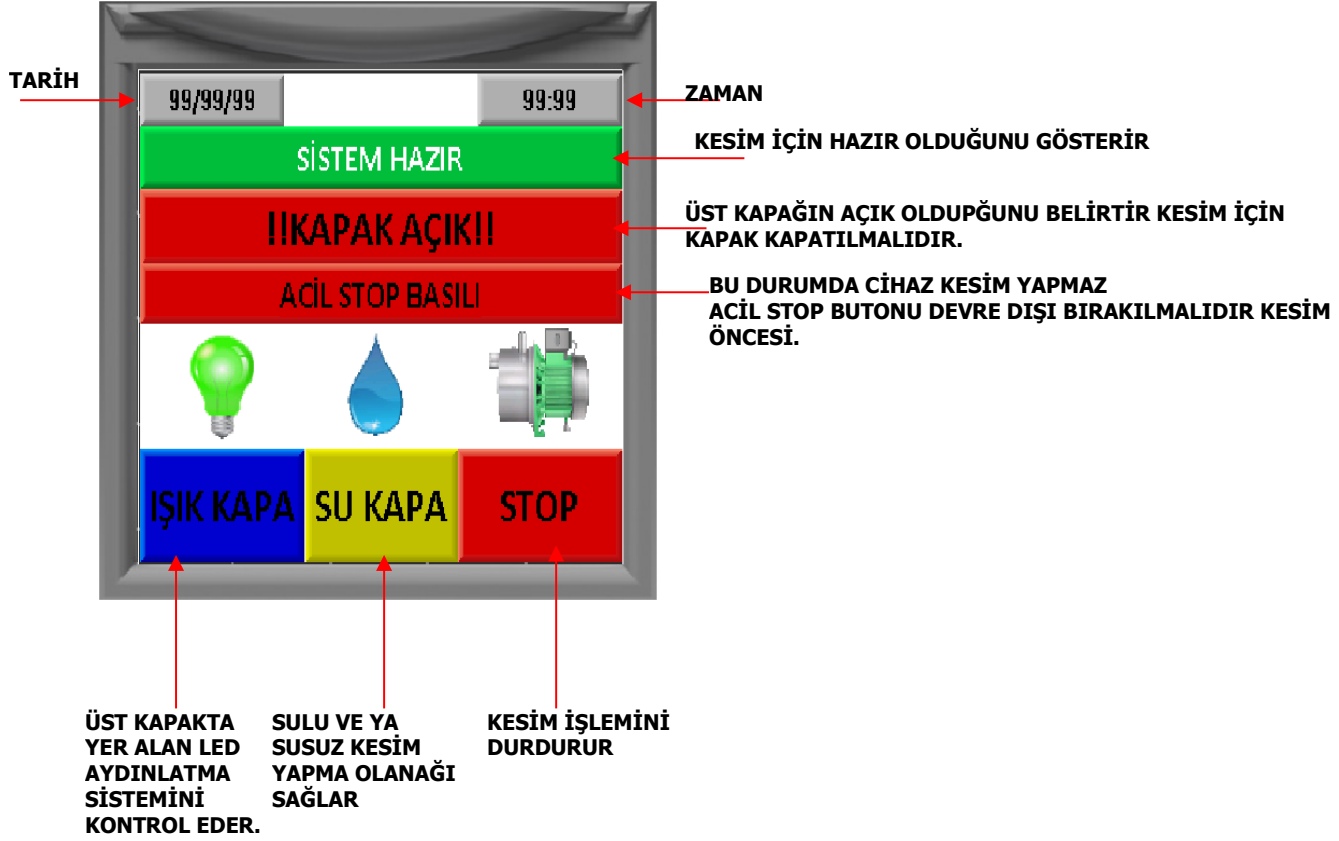 TARİH
99/99/99
99:99
ZAMAN
SİSTEM HAZIR
KESİM İÇİN HAZIR OLDUĞUNU GÖSTERİR
!!KAPAK AÇIK!!
ÜST KAPAĞIN AÇIK OLDUPĞUNU BELİRTİR KESİM İÇİN
KAPAK KAPATILMALIDIR.
ACİL STOP BASILI
BU DURUMDA CİHAZ KESİM YAPMAZ
ACİL STOP BUTONU DEVRE DIŞI BIRAKILMALIDIR KESİM
ÖNCESİ.
IŞIK KAPA
SU KAPA
STOP
ÜST KAPAKTA
YER ALAN LED
AYDINLATMA
SİSTEMİNİ
KONTROL EDER.
SULU VE YA
SUSUZ KESİM
YAPMA OLANAĞI
SAĞLAR
KESİM İŞLEMİNİ
DURDURUR